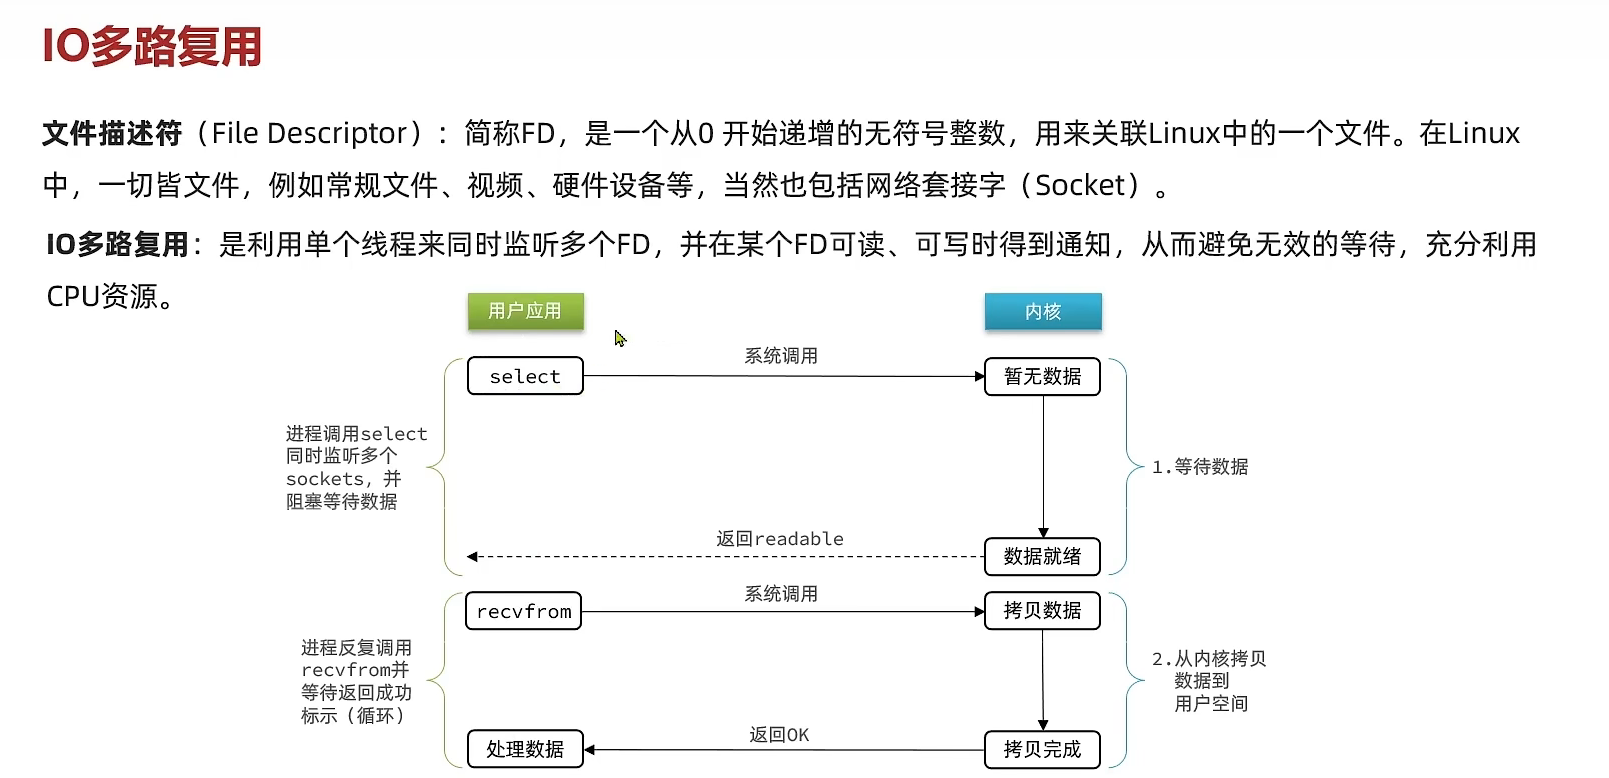 IO多路复用
文件描述符（File Descriptor）：简称FD，是一个从0 开始递增的无符号整数，用来关联Linux中的一个文件。在Linux
中，一切皆文件，例如常规文件、视频、硬件设备等，当然也包括网络套接字（Socket）。
IO多路复用：是利用单个线程来同时监听多个FD，并在某个FD可读、可写时得到通知，从而避免无效的等待，充分利用
CPU资源。
用户应用
内核
系统调用
select
暂无数据
进程调用select
同时监听多个
sockets，并
阻塞等待数据
1.等待数据
返回readable
数据就绪
系统调用
recvfrom
拷贝数据
进程反复调用
recvfrom并
等待返回成功
标示（循环）
2.从内核拷贝
数据到
用户空间
返回OK
处理数据
拷贝完成